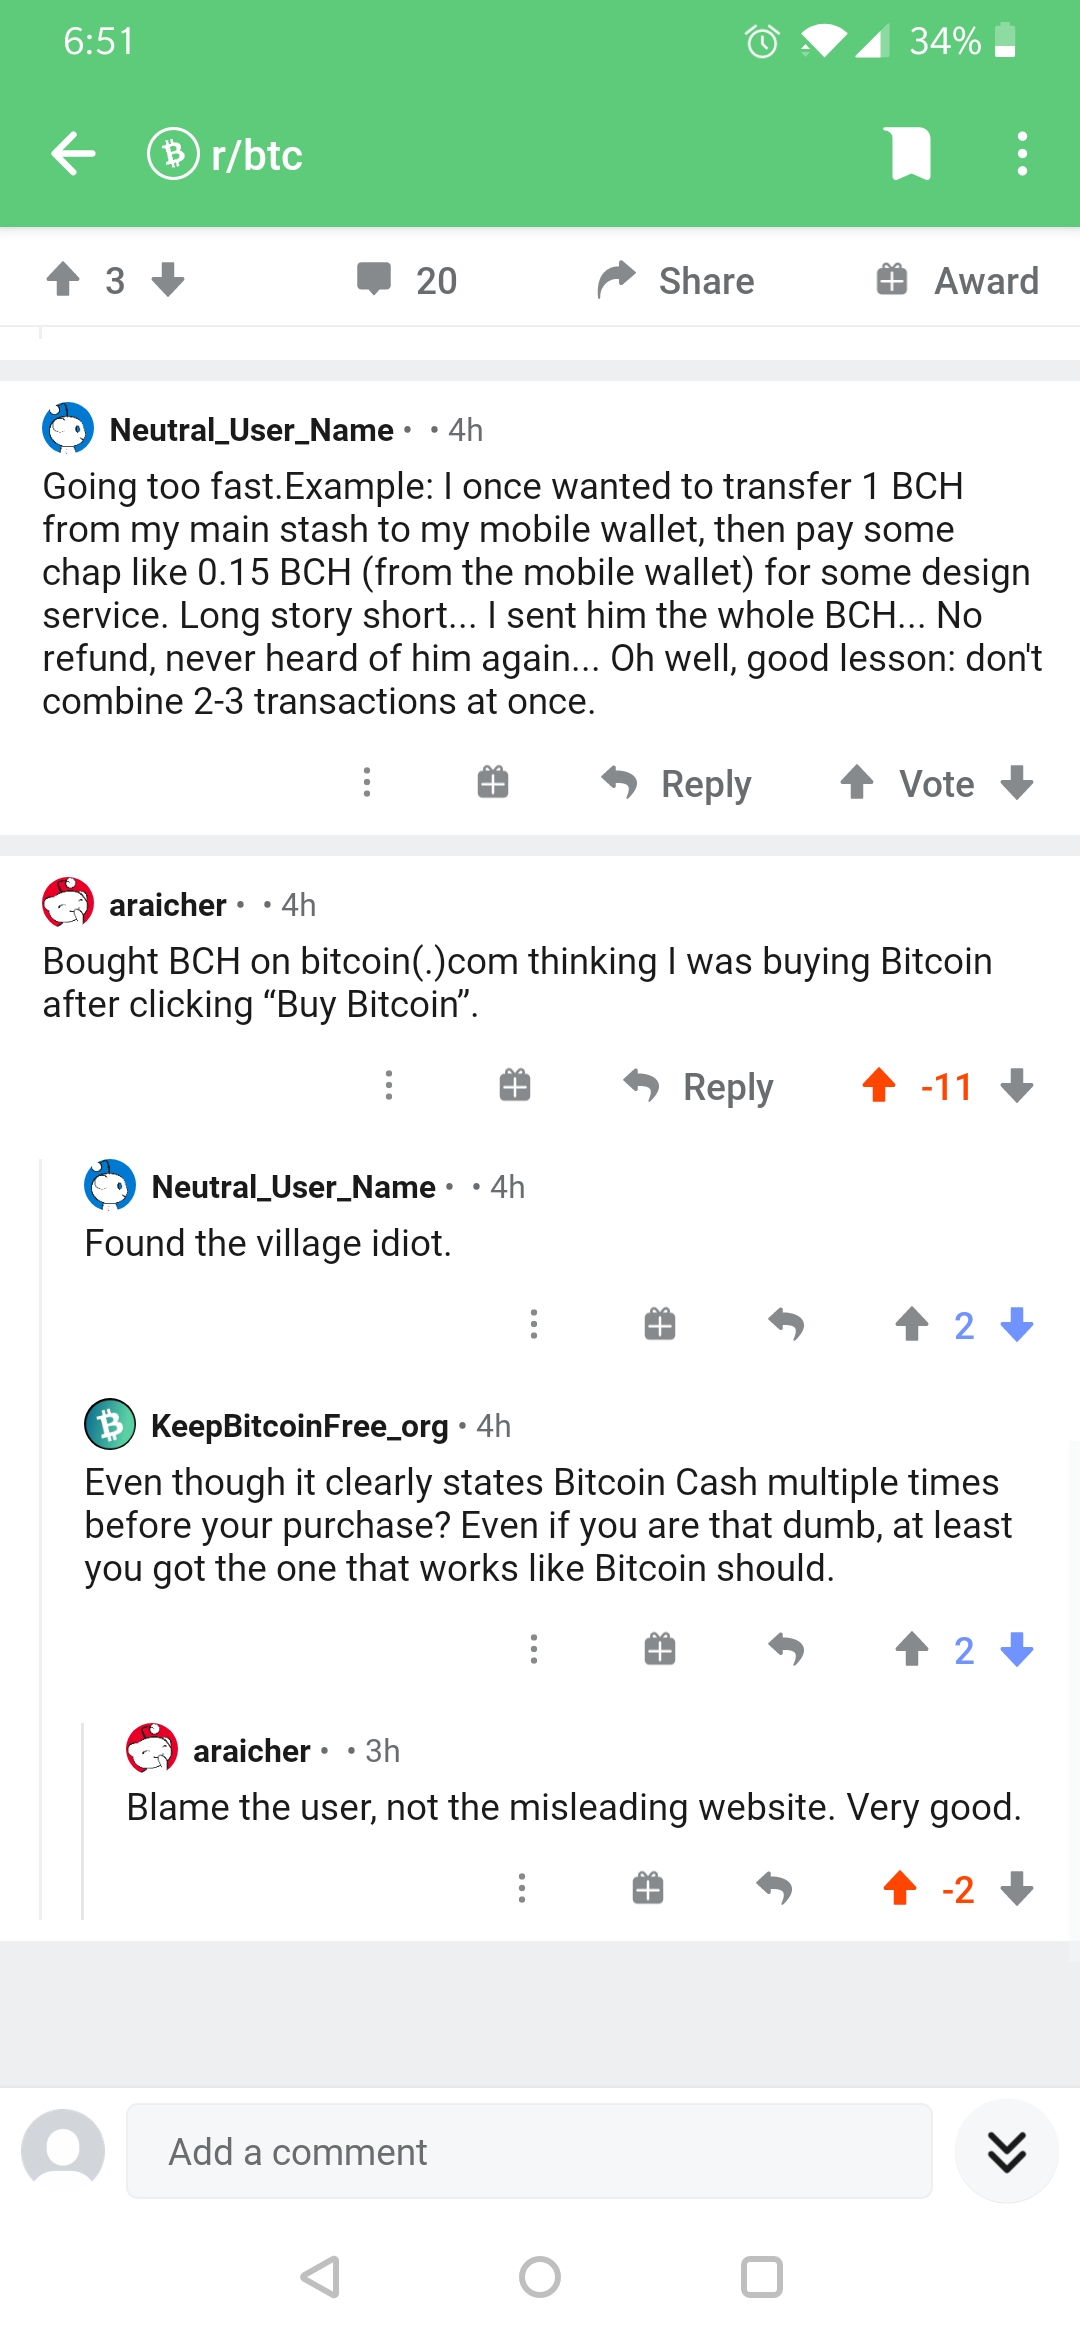 6:51
34%
r/btc
3
20
Share
Award
Neutral_User_Name • • 4h
Going too fast.Example: I once wanted to transfer 1 BCH
from my main stash to my mobile wallet, then pay some
chap like 0.15 BCH (from the mobile wallet) for some design
service. Long story short... I sent him the whole BCH... No
refund, never heard of him again... Oh well, good lesson: don't
combine 2-3 transactions at once.
Reply
Vote
araicher • • 4h
Bought BCH on bitcoin(.)com thinking I was buying Bitcoin
after clicking “Buy Bitcoin”.
Reply
-11
Neutral_User_Name • • 4h
Found the village idiot.
2
KeepBitcoinFree_org • 4h
Even though it clearly states Bitcoin Cash multiple times
before your purchase? Even if you are that dumb, at least
you got the one that works like Bitcoin should.
2
araicher • • 3h
Blame the user, not the misleading website. Very good.
-2
Add a comment